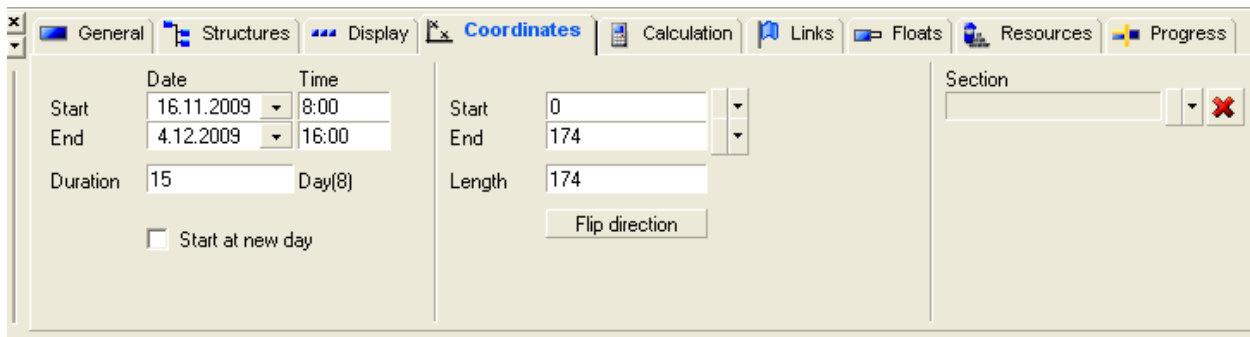 General Structures Display Coordinates Calculation Links Floats Resources Progress
Date Time
Start 16.11.2009 8:00
End 4.12.2009 16:00
Duration 15 Day(8)
Start at new day
Start 0
End 174
Length 174
Flip direction
Section